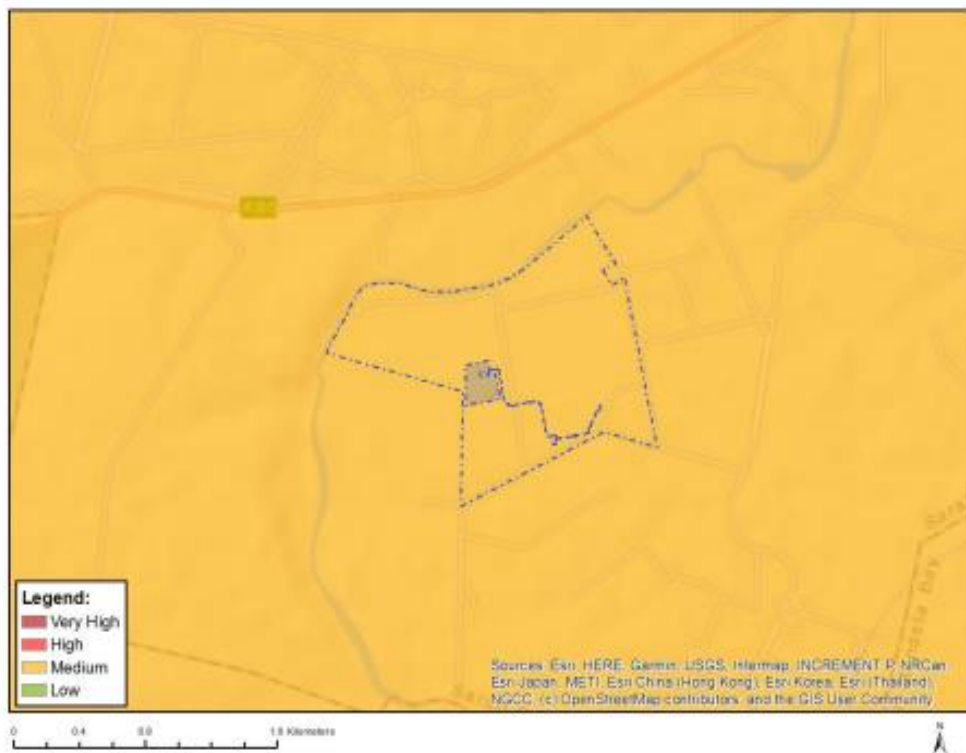 Legend:
Very High
High
Medium
Low
Sources: Esri, HERE, Garmin, USGS, Intermap, INCREMENT P, NRCan,
Esri Japan, METI, Esri China (Hong Kong), Esri Korea, Esri (Thailand),
NGCC, (c) OpenStreetMap contributors, and the GIS User Community
0 0.4 0.8 1.6 Kilometers
N